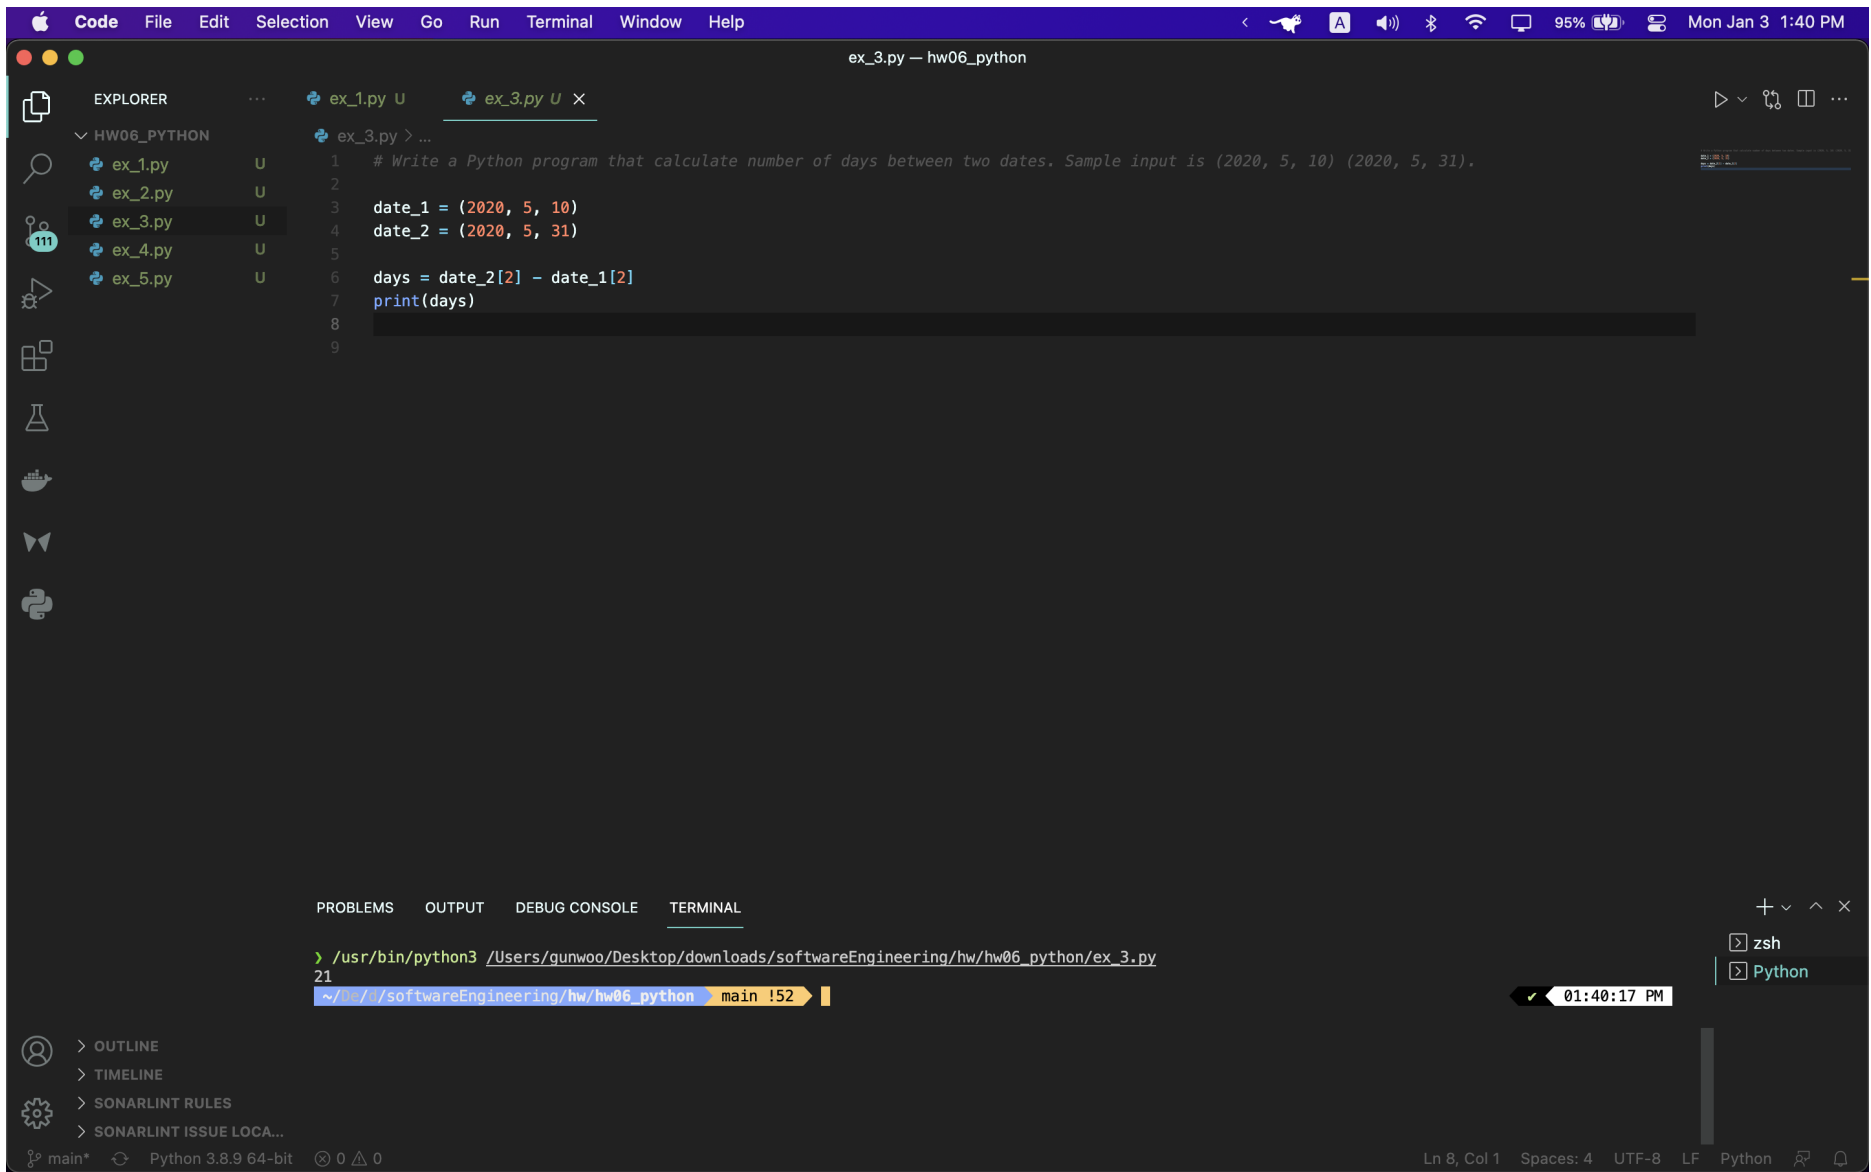 Code File Edit Selection View Go Run Terminal Window Help A 95% Mon Jan 3 1:40 PM
ex_3.py — hw06_python
EXPLORER ... ex_1.py U ex_3.py U
HW06_PYTHON ex_3.py > ...
ex_1.py U
ex_2.py U
ex_3.py U
ex_4.py U
ex_5.py U
111
1 # Write a Python program that calculate number of days between two dates. Sample input is (2020, 5, 10) (2020, 5, 31).
2
3 date_1 = (2020, 5, 10)
4 date_2 = (2020, 5, 31)
5
6 days = date_2[2] - date_1[2]
7 print(days)
8
9
PROBLEMS OUTPUT DEBUG CONSOLE TERMINAL
❯ /usr/bin/python3 /Users/gunwoo/Desktop/downloads/softwareEngineering/hw/hw06_python/ex_3.py
21
~/De/d/softwareEngineering/hw/hw06_python main !52 ✔ 01:40:17 PM
zsh
Python
OUTLINE
TIMELINE
SONARLINT RULES
SONARLINT ISSUE LOCA...
main* Python 3.8.9 64-bit 0 0 Ln 8, Col 1 Spaces: 4 UTF-8 LF Python